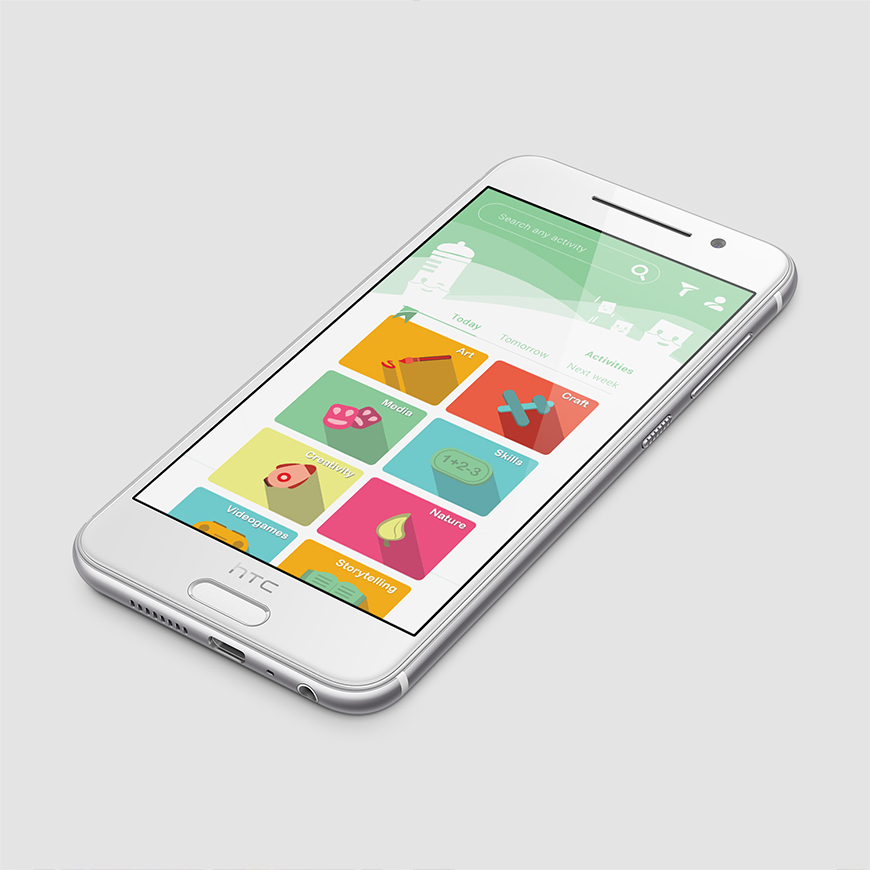 Search any activity
Activities
Today
Tomorrow
Next week
Art
Craft
Media
Skills
1+2-3
Creativity
Nature
Videogames
Storytelling
hTC